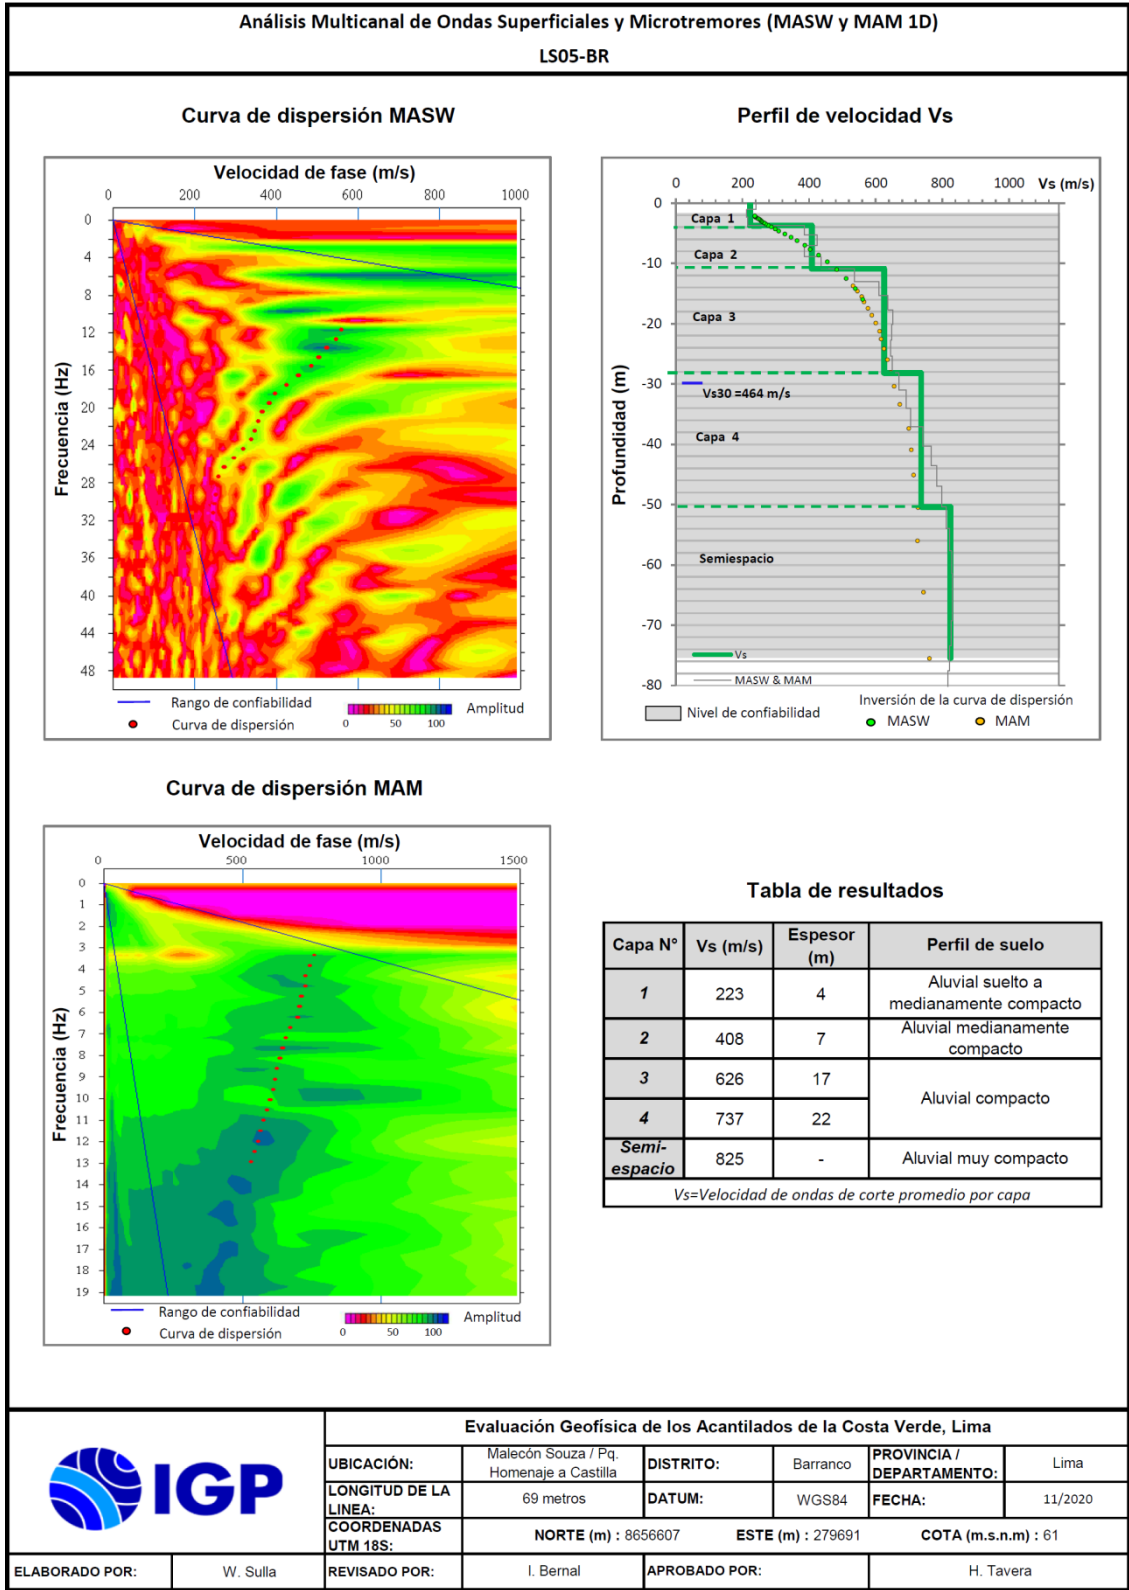 Análisis Multicanal de Ondas Superficiales y Microtremores (MASW y MAM 1D)
LS05-BR
Curva de dispersión MASW
Velocidad de fase (m/s)
0 200 400 600 800 1000
Frecuencia (Hz)
0
4
8
12
16
20
24
28
32
36
40
44
48
Rango de confiabilidad
Curva de dispersión
0 50 100
Amplitud
Perfil de velocidad Vs
0 200 400 600 800 1000 Vs (m/s)
Profundidad (m)
0
-10
-20
-30
-40
-50
-60
-70
-80
Capa 1
Capa 2
Capa 3
Vs30 =464 m/s
Capa 4
Semiespacio
Vs
MASW & MAM
Nivel de confiabilidad
Inversión de la curva de dispersión
MASW MAM
Curva de dispersión MAM
Velocidad de fase (m/s)
0 500 1000 1500
Frecuencia (Hz)
0
1
2
3
4
5
6
7
8
9
10
11
12
13
14
15
16
17
18
19
Rango de confiabilidad
Curva de dispersión
0 50 100
Amplitud
Tabla de resultados
Capa N° Vs (m/s) Espesor (m) Perfil de suelo
1 223 4 Aluvial suelto a medianamente compacto
2 408 7 Aluvial medianamente compacto
3 626 17 Aluvial compacto
4 737 22
Semi-espacio 825 - Aluvial muy compacto
Vs=Velocidad de ondas de corte promedio por capa
IGP
Evaluación Geofísica de los Acantilados de la Costa Verde, Lima
UBICACIÓN: Malecón Souza / Pq. Homenaje a Castilla DISTRITO: Barranco PROVINCIA / DEPARTAMENTO: Lima
LONGITUD DE LA LINEA: 69 metros DATUM: WGS84 FECHA: 11/2020
COORDENADAS UTM 18S: NORTE (m) : 8656607 ESTE (m) : 279691 COTA (m.s.n.m) : 61
ELABORADO POR: W. Sulla REVISADO POR: I. Bernal APROBADO POR: H. Tavera